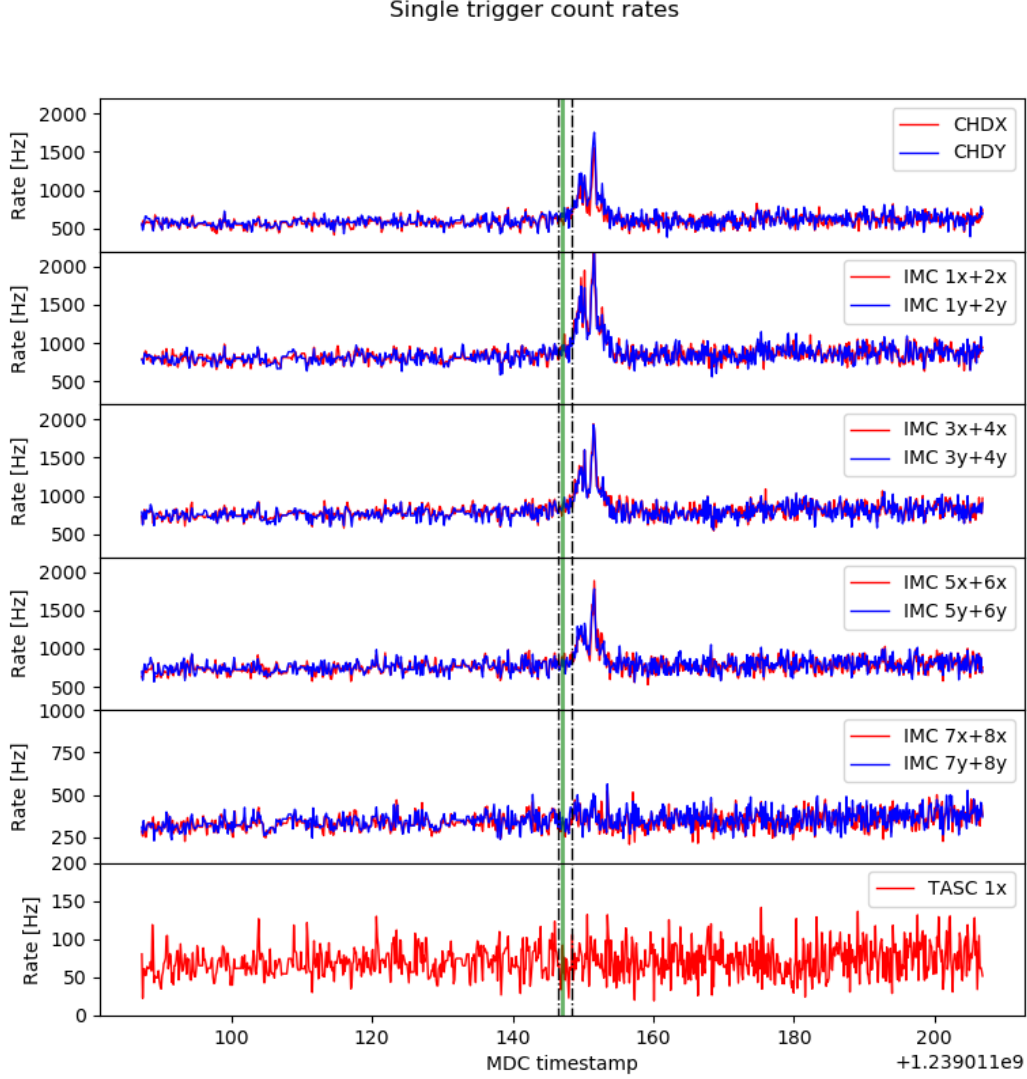 Single trigger count rates
2000
1500
1000
500
Rate [Hz]
CHDX
CHDY
2000
1500
1000
500
Rate [Hz]
IMC 1x+2x
IMC 1y+2y
2000
1500
1000
500
Rate [Hz]
IMC 3x+4x
IMC 3y+4y
2000
1500
1000
500
Rate [Hz]
IMC 5x+6x
IMC 5y+6y
1000
750
500
250
Rate [Hz]
IMC 7x+8x
IMC 7y+8y
200
150
100
50
0
Rate [Hz]
TASC 1x
100 120 140 160 180 200
MDC timestamp
+1.239011e9